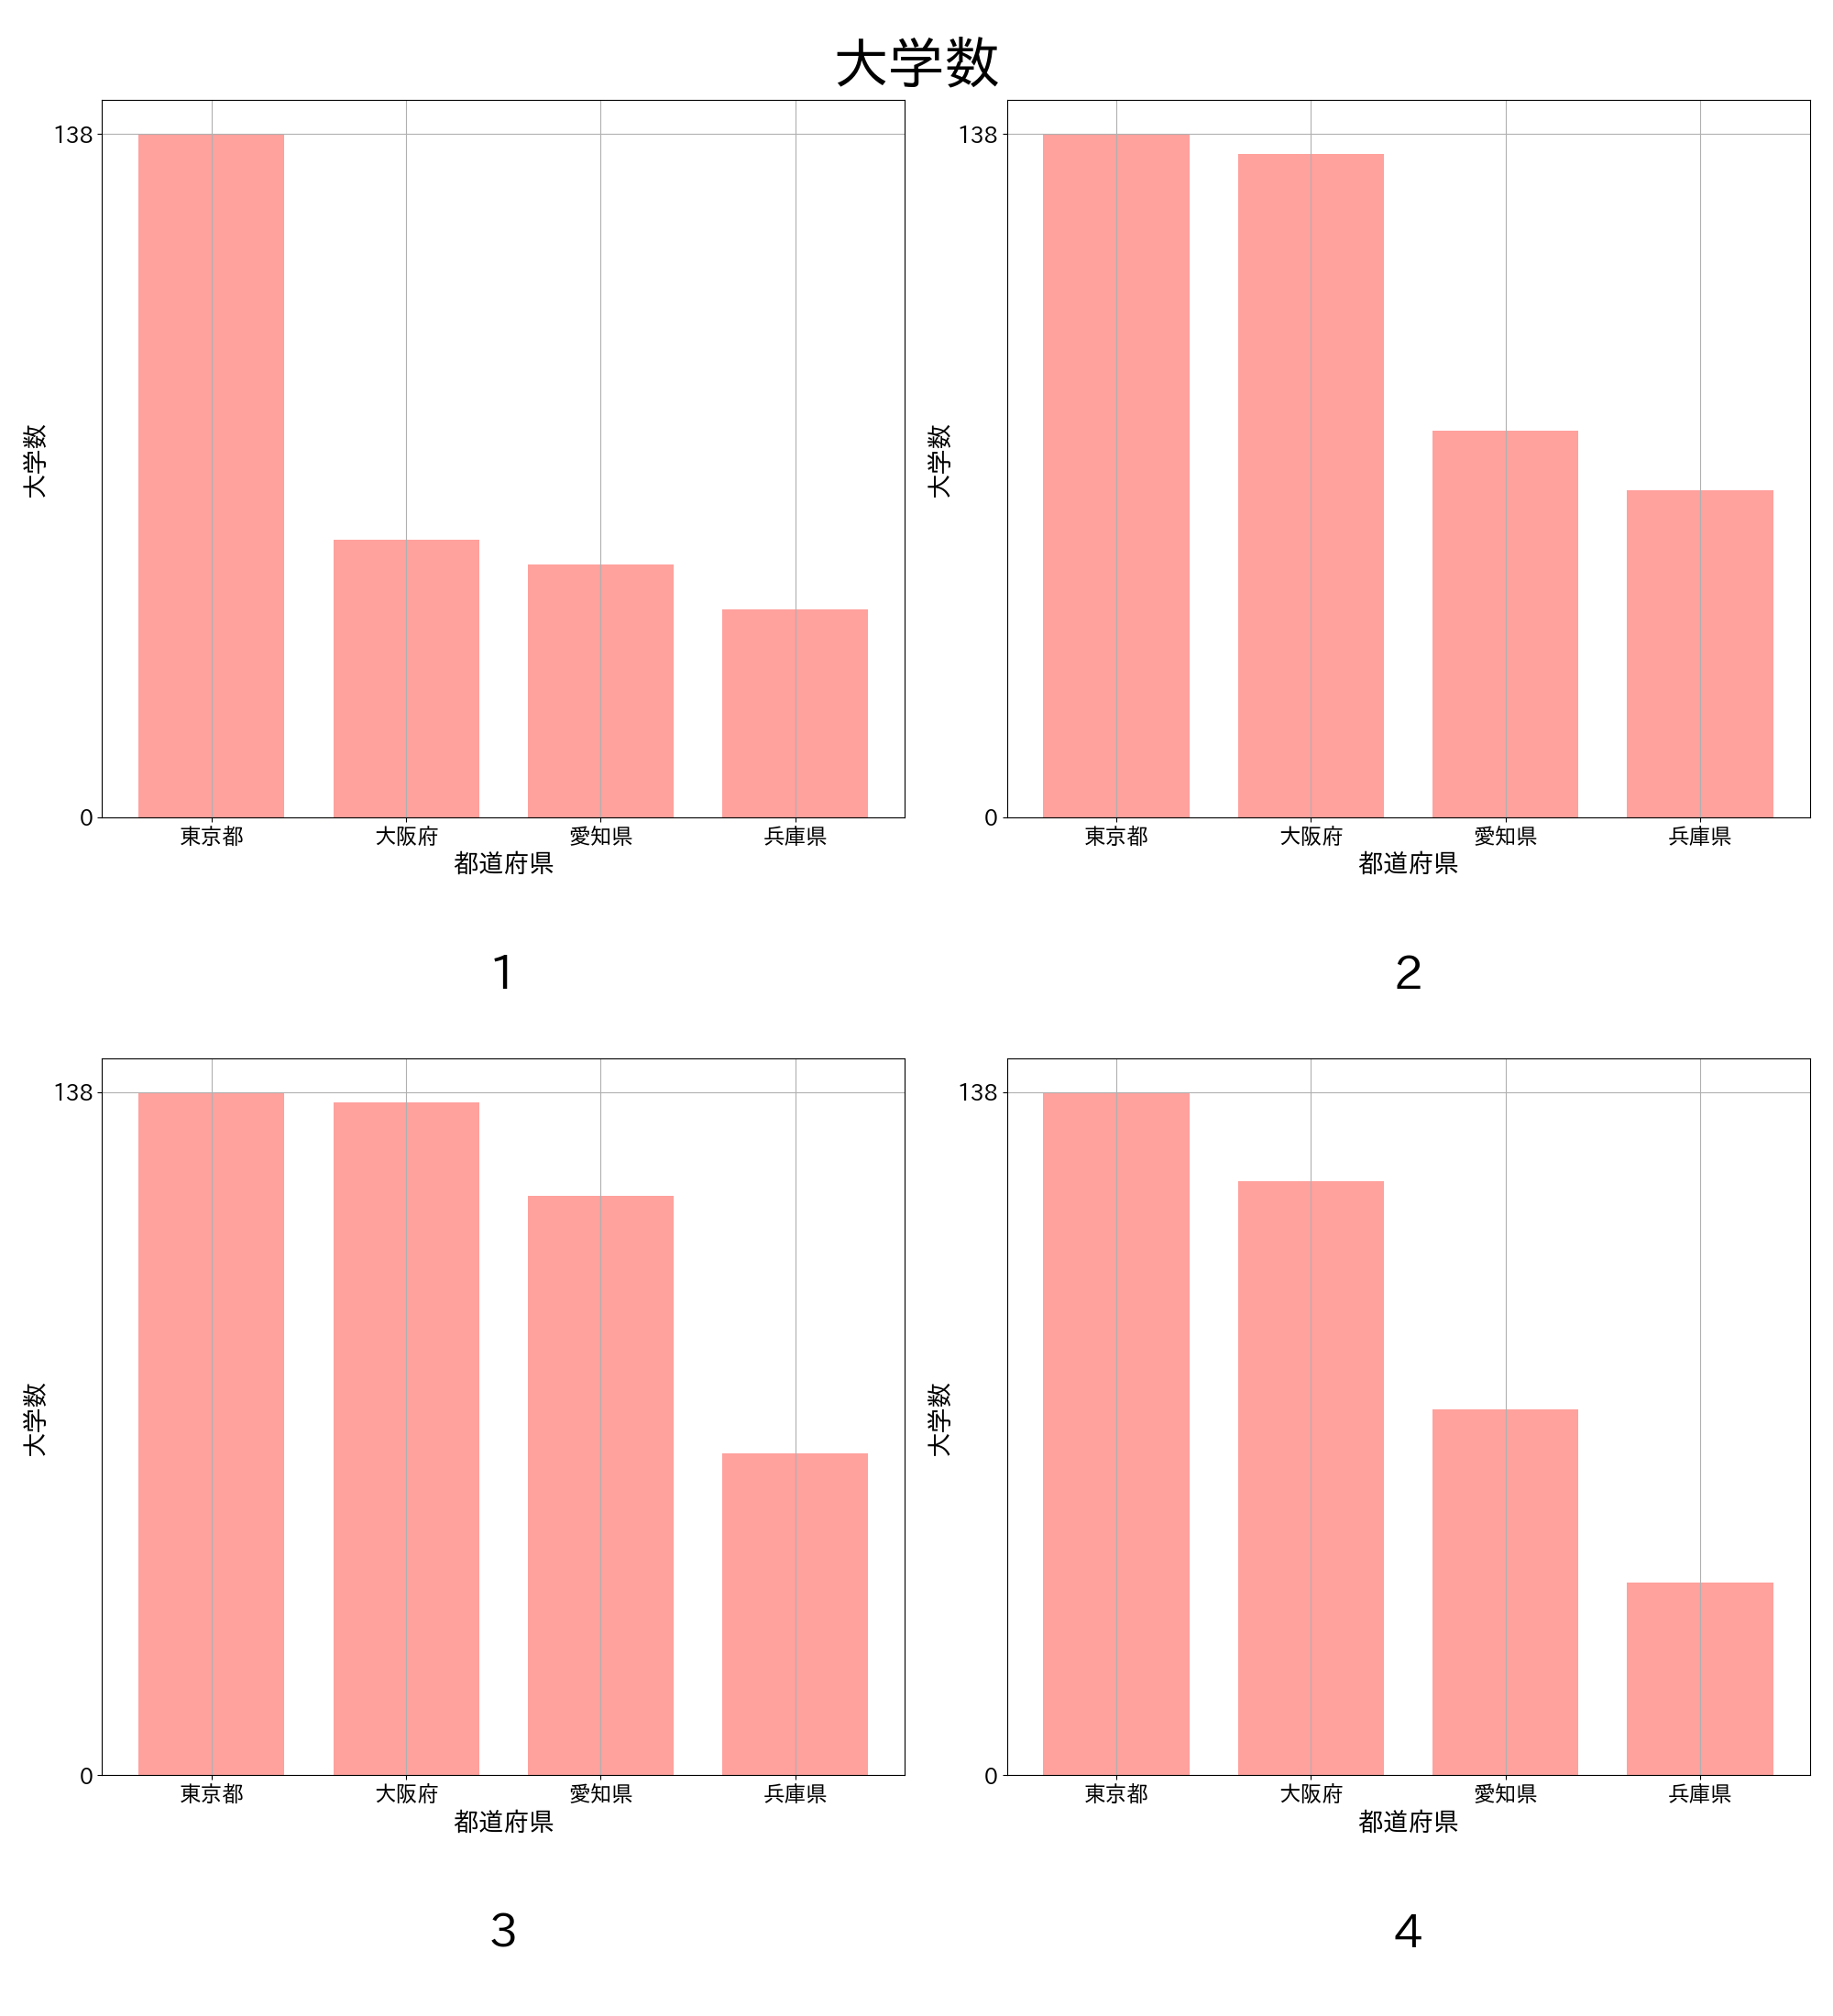 大学数
138
0
大学数
東京都 大阪府 愛知県 兵庫県
都道府県
1
138
0
大学数
東京都 大阪府 愛知県 兵庫県
都道府県
2
138
0
大学数
東京都 大阪府 愛知県 兵庫県
都道府県
3
138
0
大学数
東京都 大阪府 愛知県 兵庫県
都道府県
4